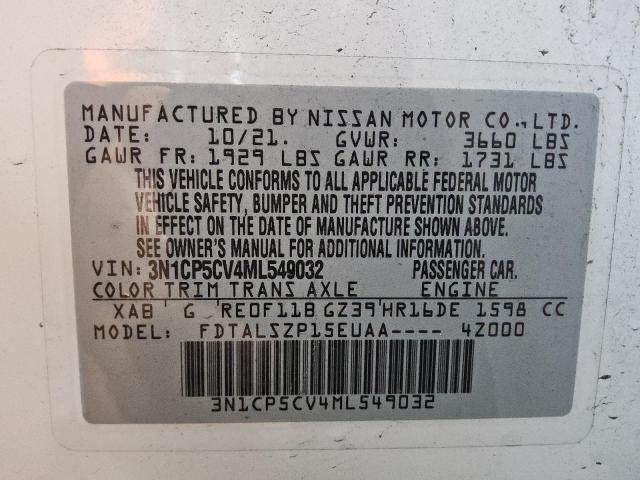 MANUFACTURED BY NISSAN MOTOR CO., LTD.
DATE: 10/21. GVWR: 3660 LBS
GAWR FR: 1929 LBS GAWR RR: 1731 LBS
THIS VEHICLE CONFORMS TO ALL APPLICABLE FEDERAL MOTOR
VEHICLE SAFETY, BUMPER AND THEFT PREVENTION STANDARDS
IN EFFECT ON THE DATE OF MANUFACTURE SHOWN ABOVE.
SEE OWNER'S MANUAL FOR ADDITIONAL INFORMATION.
VIN: 3N1CP5CV4ML549032 PASSENGER CAR.
COLOR TRIM TRANS AXLE ENGINE
XAB ' G ' RE0F11B GZ39 ' HR16DE 1598 CC
MODEL: FDTALSZP15EUAA---- 4Z000
3N1CP5CV4ML549032